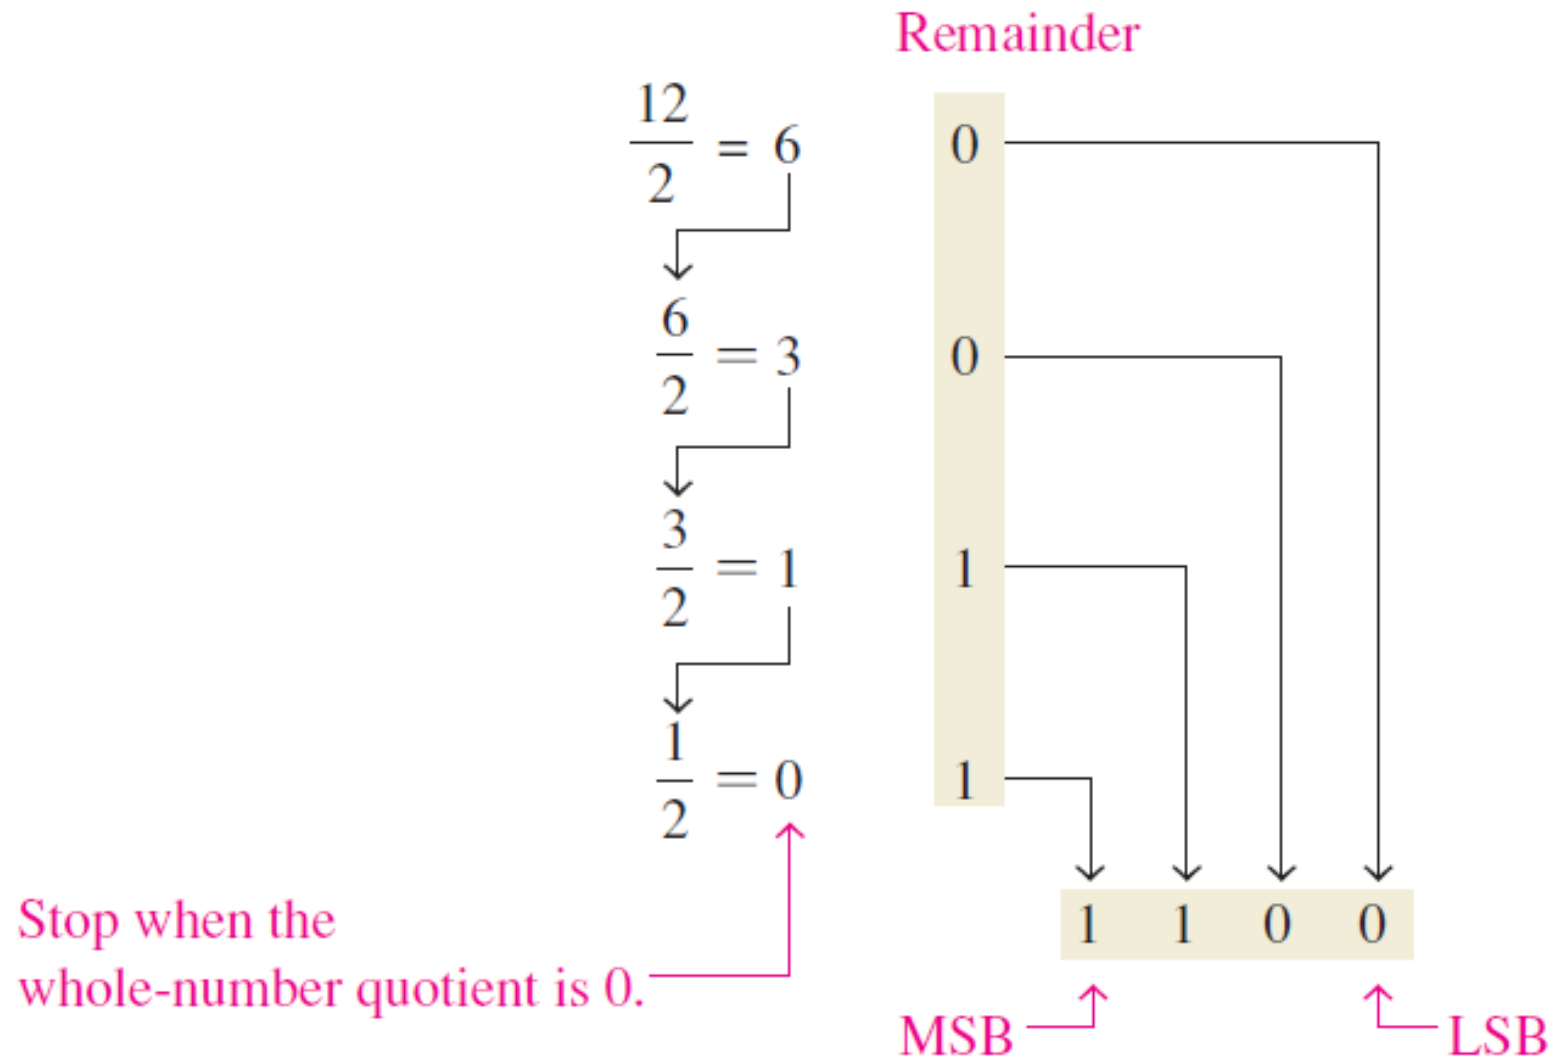 Remainder
12/2 = 6 0
6/2 = 3 0
3/2 = 1 1
1/2 = 0 1
Stop when the
whole-number quotient is 0.
1 1 0 0
MSB LSB